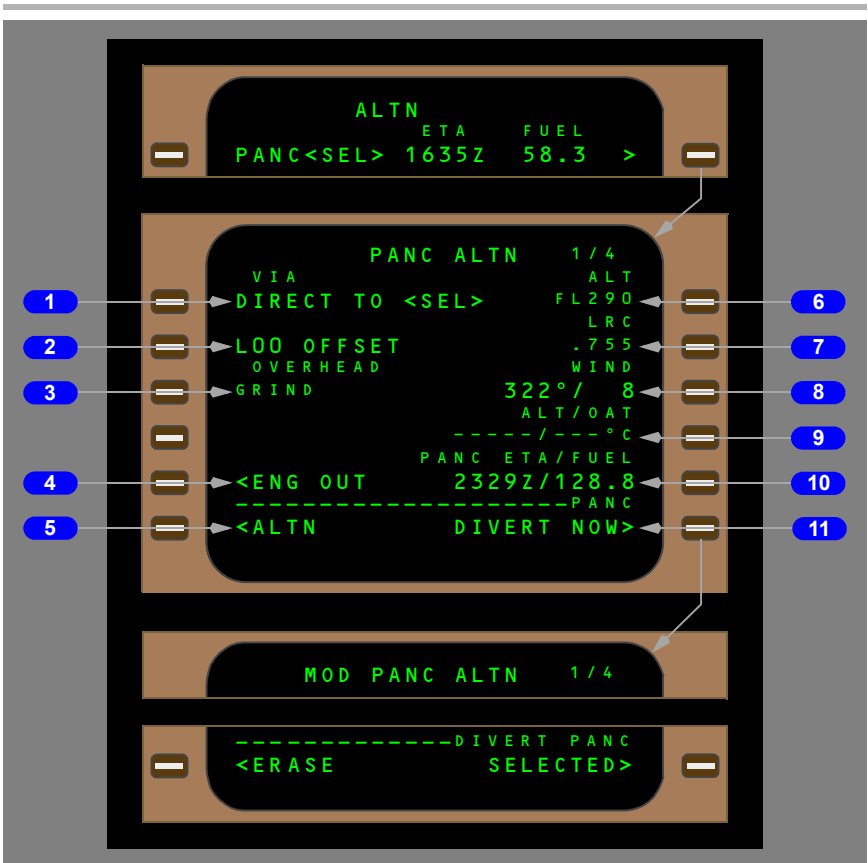 ALTN
ETA FUEL
PANC<SEL> 1635Z 58.3 >
PANC ALTN 1/4
VIA ALT
1 DIRECT TO <SEL> FL290 6
LRC
2 L00 OFFSET .755 7
OVERHEAD WIND
3 GRIND 322°/ 8 8
ALT/OAT
-----/---°C 9
PANC ETA/FUEL
4 <ENG OUT 2329Z/128.8 10
--------------------PANC
5 <ALTN DIVERT NOW> 11
MOD PANC ALTN 1/4
-------------DIVERT PANC
<ERASE SELECTED>